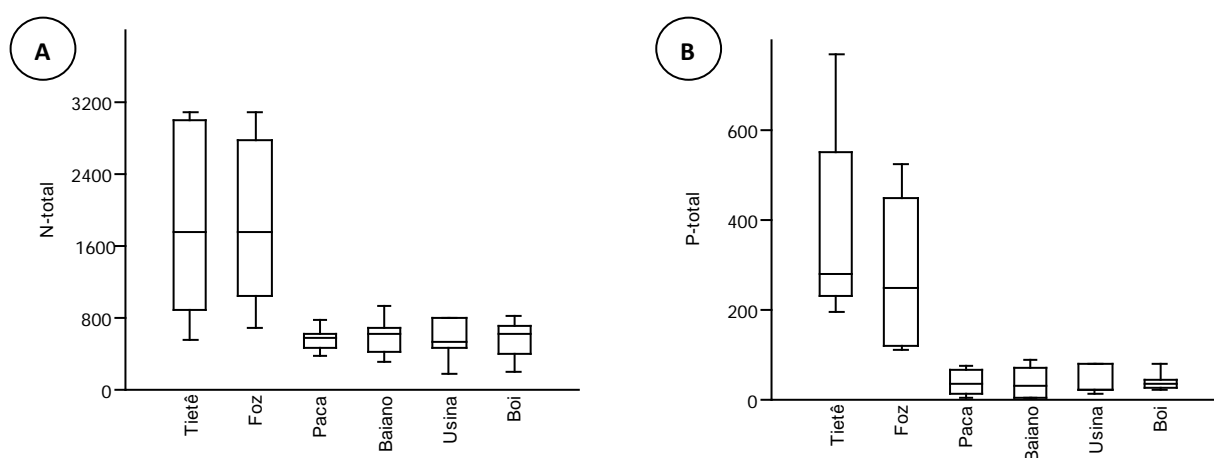 A
N-total
3200
2400
1600
800
0
Tietê
Foz
Paca
Baiano
Usina
Boi
B
P-total
600
400
200
0
Tietê
Foz
Paca
Baiano
Usina
Boi